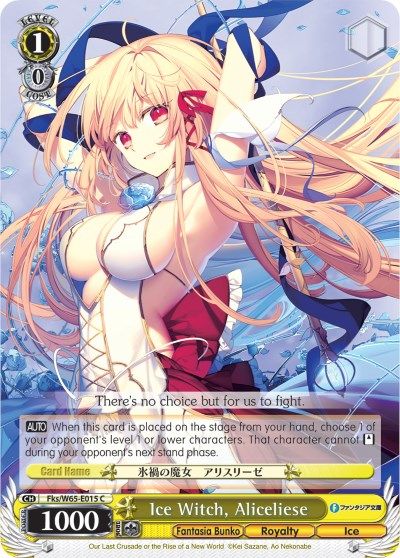 LEVEL
1
0
COST
There's no choice but for us to fight.
AUTO When this card is placed on the stage from your hand, choose 1
of your opponent's level 1 or lower characters. That character cannot
during your opponent's next stand phase.
Card Name 氷禍の魔女 アリスリーゼ
CH Fks/W65-E015 C
POWER 1000 SOUL Ice Witch, Aliceliese ファンタジア文庫
Fantasia Bunko Royalty Ice
Our Last Crusade or the Rise of a New World ©Kei Sazane, Ao Nekonabe